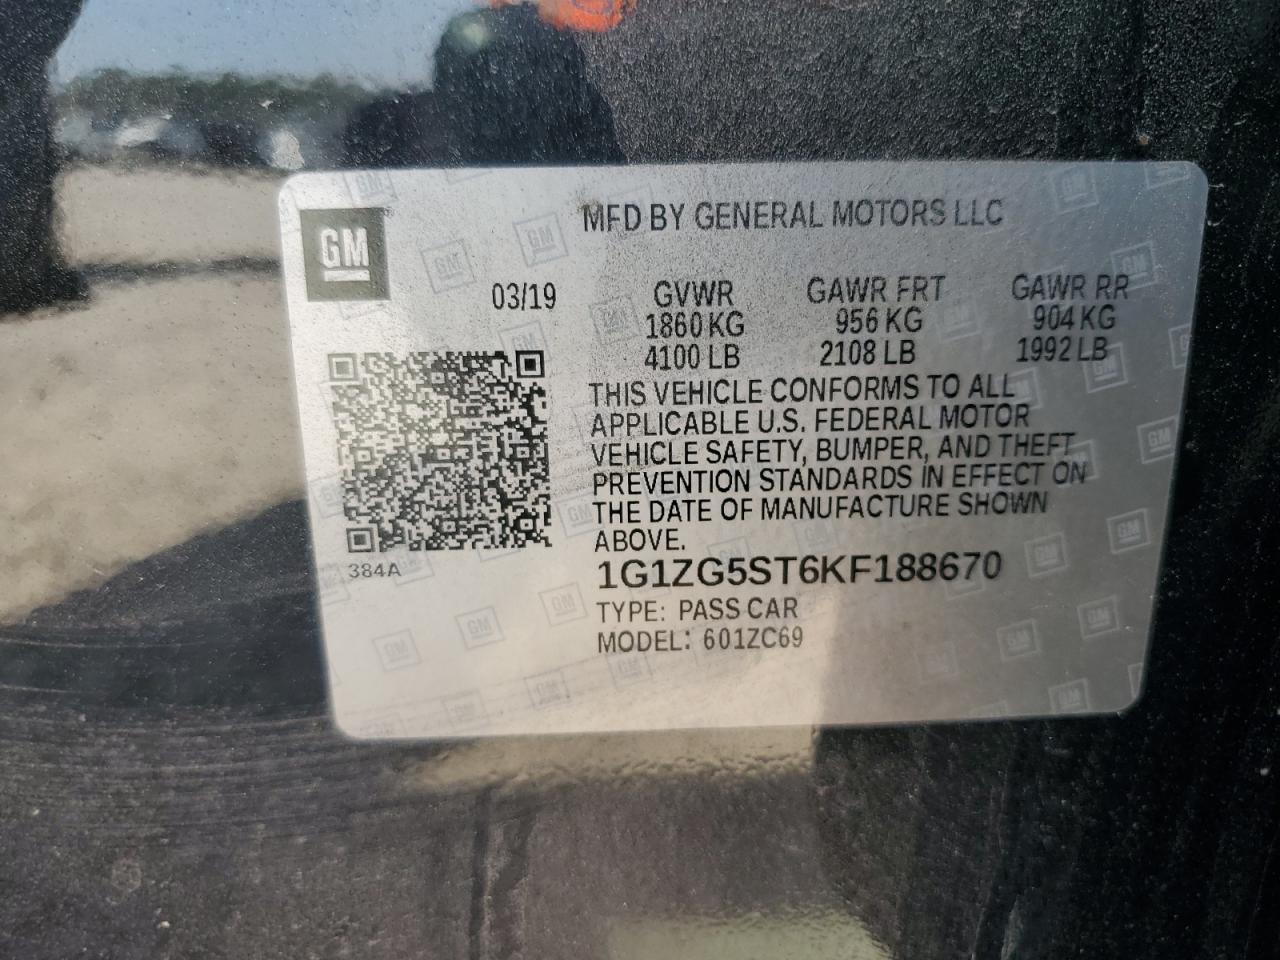 MFD BY GENERAL MOTORS LLC
GM
03/19
GVWR GAWR FRT GAWR RR
1860 KG 956 KG 904 KG
4100 LB 2108 LB 1992 LB
THIS VEHICLE CONFORMS TO ALL
APPLICABLE U.S. FEDERAL MOTOR
VEHICLE SAFETY, BUMPER, AND THEFT
PREVENTION STANDARDS IN EFFECT ON
THE DATE OF MANUFACTURE SHOWN
ABOVE.
384A
1G1ZG5ST6KF188670
TYPE: PASS CAR
MODEL: 601ZC69